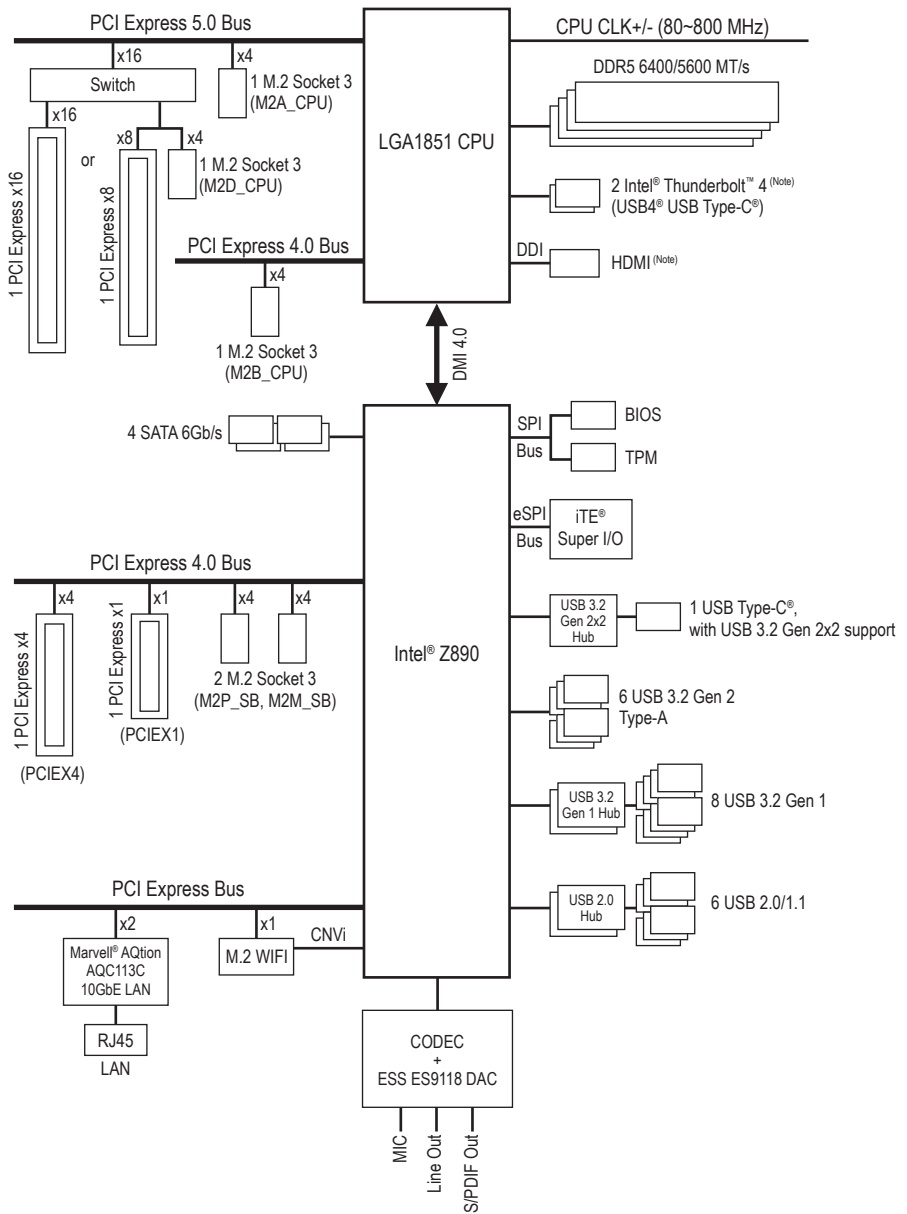 PCI Express 5.0 Bus
x16
x4
Switch
1 M.2 Socket 3
(M2A_CPU)
x16
x8
x4
1 PCI Express x16
or
1 PCI Express x8
1 M.2 Socket 3
(M2D_CPU)
PCI Express 4.0 Bus
x4
1 M.2 Socket 3
(M2B_CPU)
LGA1851 CPU
CPU CLK+/- (80~800 MHz)
DDR5 6400/5600 MT/s
2 Intel® Thunderbolt™ 4 (Note)
(USB4® USB Type-C®)
DDI
HDMI (Note)
DMI 4.0
4 SATA 6Gb/s
SPI
Bus
BIOS
TPM
eSPI
Bus
iTE®
Super I/O
PCI Express 4.0 Bus
x4
x1
x4
x4
1 PCI Express x4
(PCIEX4)
1 PCI Express x1
(PCIEX1)
2 M.2 Socket 3
(M2P_SB, M2M_SB)
Intel® Z890
USB 3.2
Gen 2x2
Hub
1 USB Type-C®,
with USB 3.2 Gen 2x2 support
6 USB 3.2 Gen 2
Type-A
USB 3.2
Gen 1 Hub
8 USB 3.2 Gen 1
USB 2.0
Hub
6 USB 2.0/1.1
PCI Express Bus
x2
x1
CNVi
Marvell® AQtion
AQC113C
10GbE LAN
M.2 WIFI
RJ45
LAN
CODEC
+
ESS ES9118 DAC
MIC
Line Out
S/PDIF Out